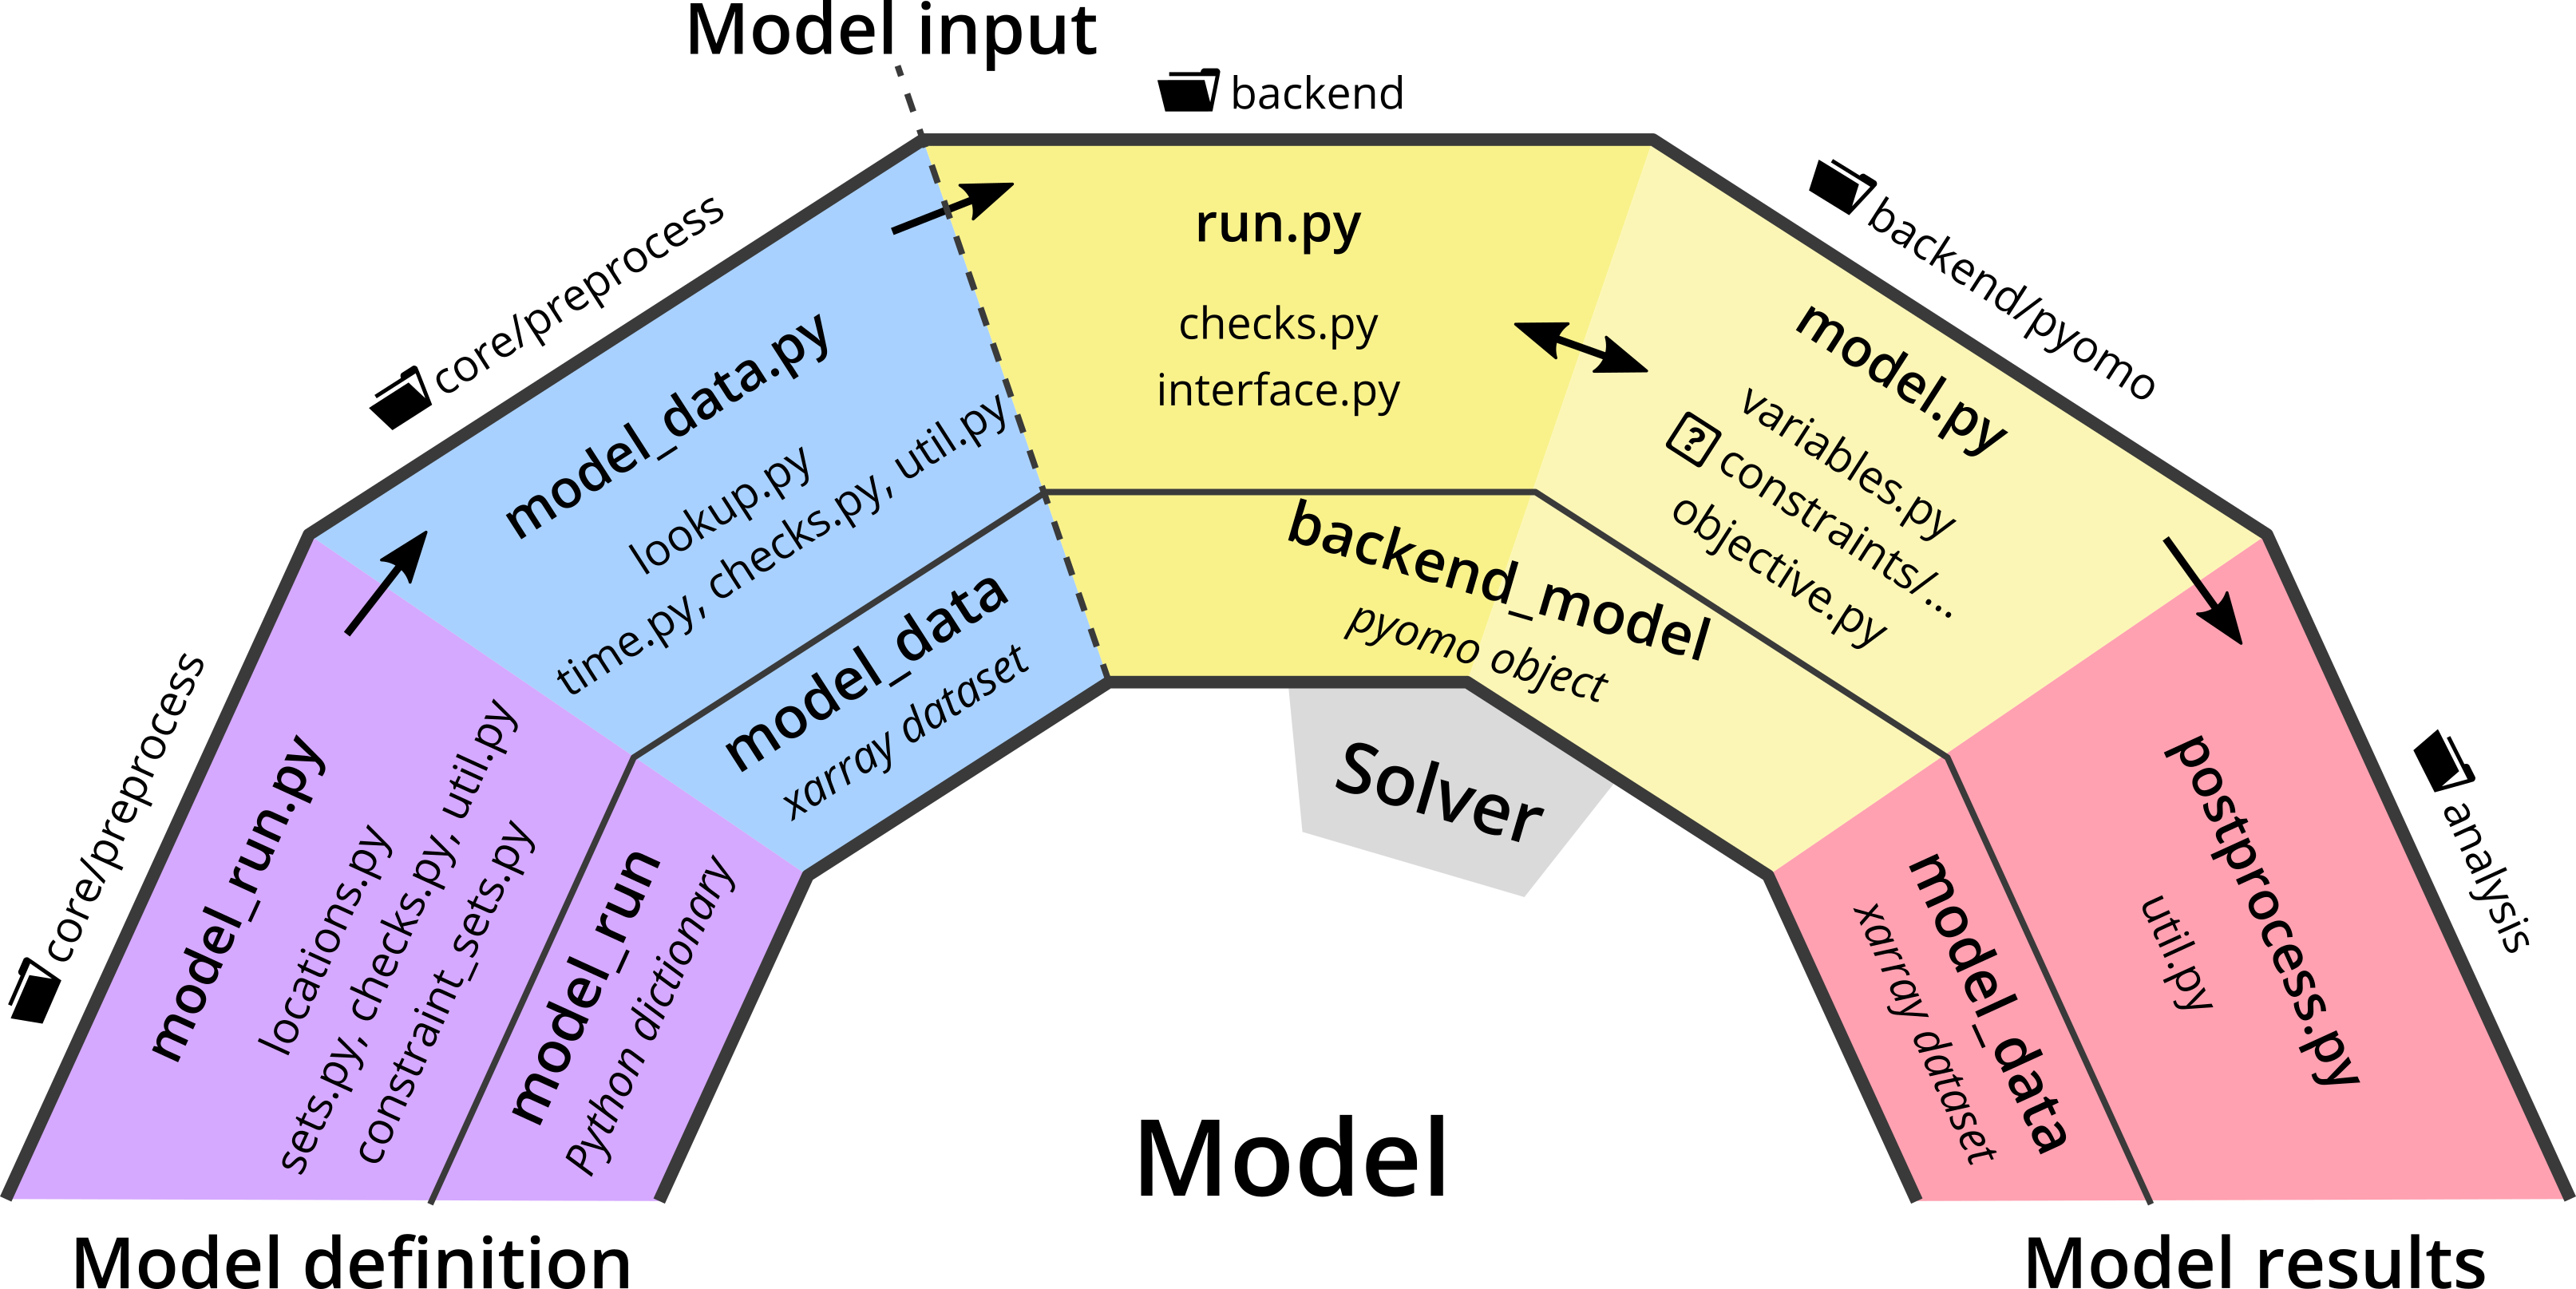 Model input
backend
core/preprocess
backend/pyomo
run.py
checks.py
interface.py
model_data.py
lookup.py
time.py, checks.py, util.py
model.py
variables.py
? constraints/...
objective.py
model_data
xarray dataset
backend_model
pyomo object
Solver
core/preprocess
model_run.py
locations.py
sets.py, checks.py, util.py
constraint_sets.py
model_run
Python dictionary
analysis
postprocess.py
util.py
model_data
xarray dataset
Model
Model definition
Model results